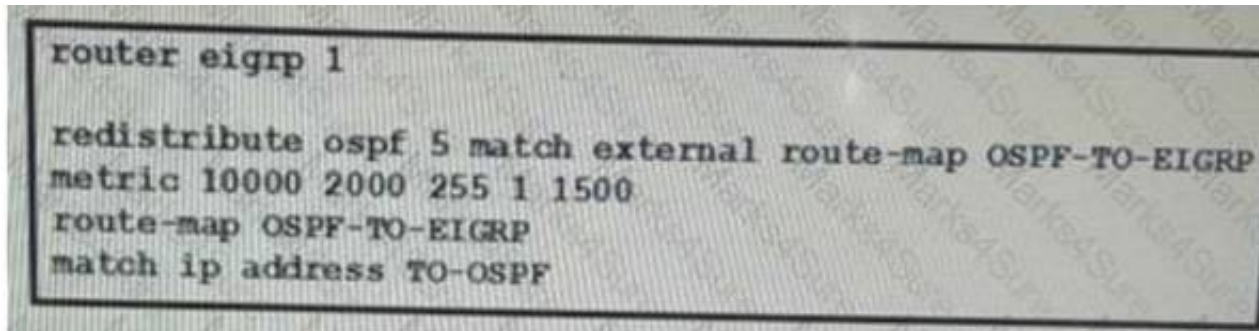 router eigrp 1
redistribute ospf 5 match external route-map OSPF-TO-EIGRP
metric 10000 2000 255 1 1500
route-map OSPF-TO-EIGRP
match ip address TO-OSPF